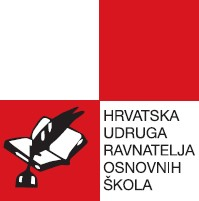 HRVATSKA
UDRUGA
RAVNATELJA
OSNOVNIH
ŠKOLA